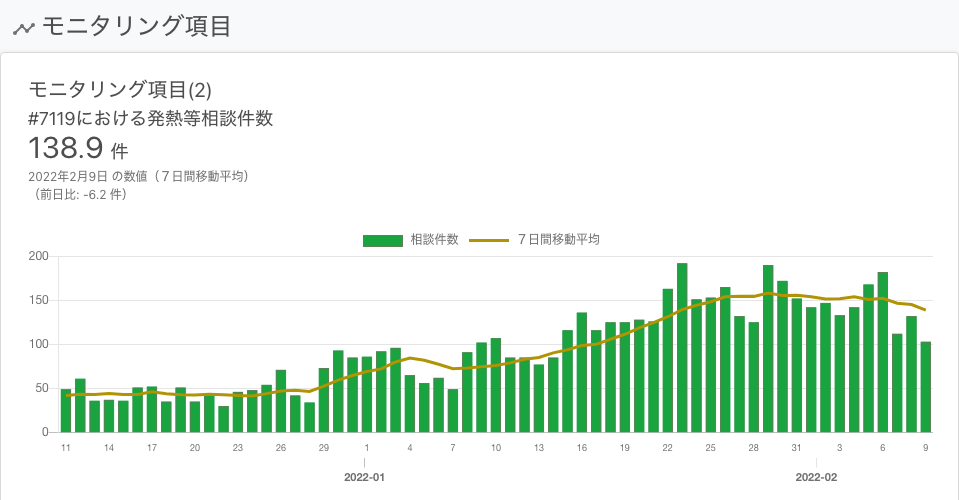 モニタリング項目
モニタリング項目(2)
#7119における発熱等相談件数
138.9 件
2022年2月9日 の数値（７日間移動平均）
（前日比: -6.2 件）
相談件数 ７日間移動平均
200
150
100
50
0
11 14 17 20 23 26 29 1 4 7 10 13 16 19 22 25 28 31 3 6 9
2022-01 2022-02